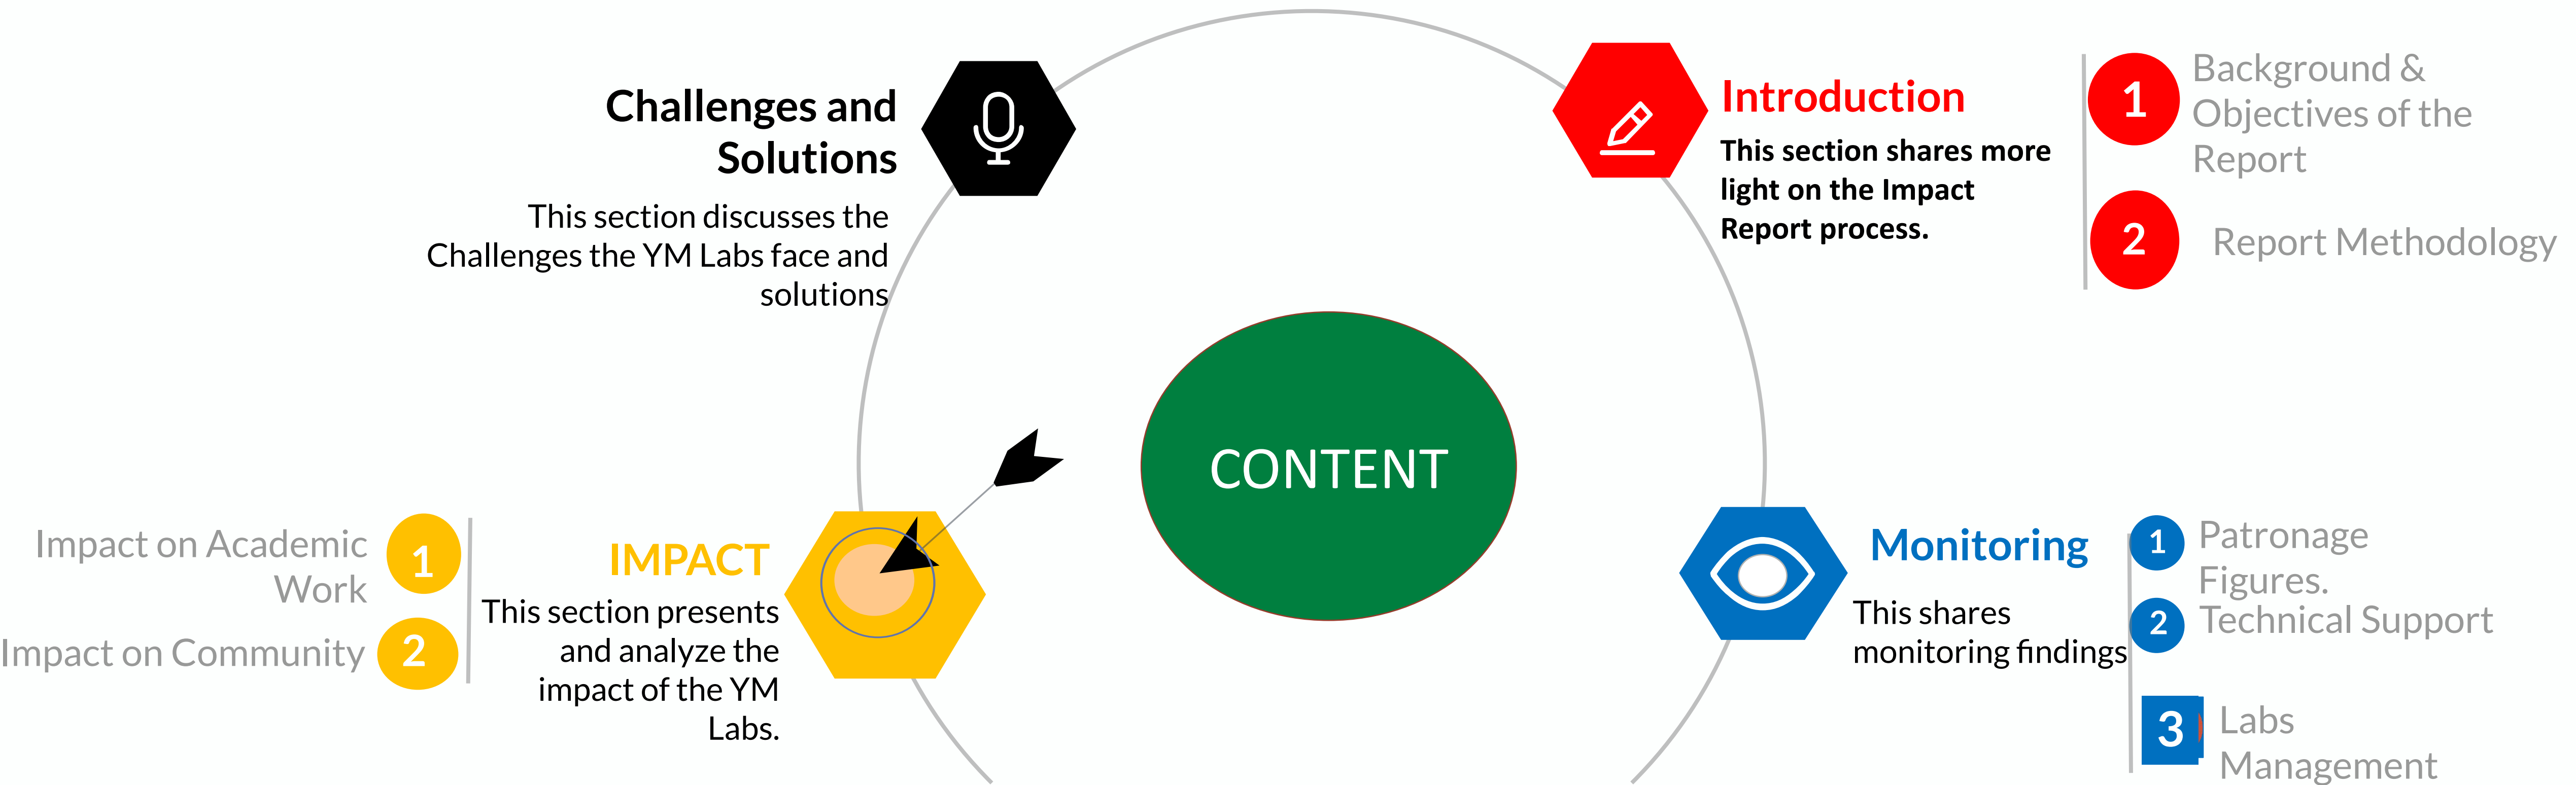 CONTENT
Introduction
This section shares more
light on the Impact
Report process.
1
Background &
Objectives of the
Report
2
Report Methodology
Monitoring
This shares
monitoring findings
1
Patronage
Figures.
2
Technical Support
3
Labs
Management
IMPACT
This section presents
and analyze the
impact of the YM
Labs.
1
Impact on Academic
Work
2
Impact on Community
Challenges and
Solutions
This section discusses the
Challenges the YM Labs face and
solutions